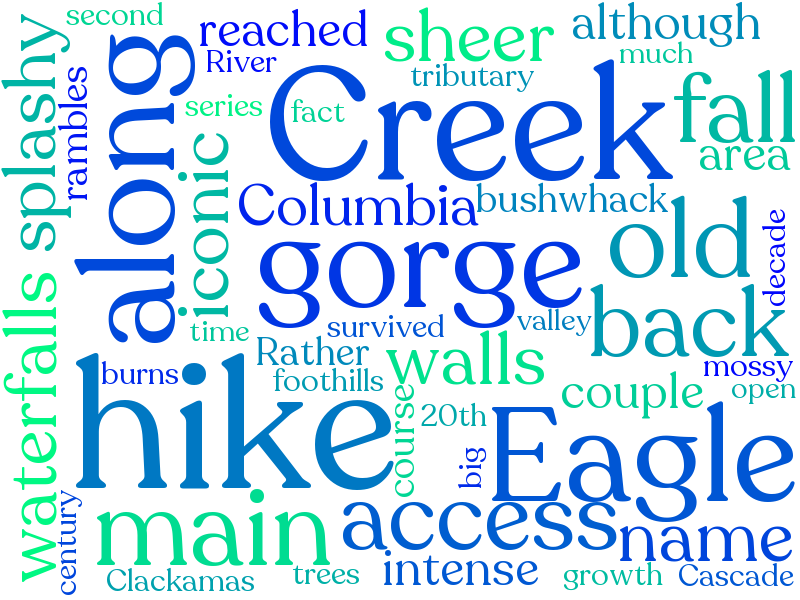 second
reached
sheer
although
River
much
tributary
splashy
rambles
along
series
fact
Creek
fall
area
iconic
Columbia
bushwhack
gorge
old
decade
time
survived
valley
back
waterfalls
Rather
walls
mossy
burns
foothills
couple
open
hike
course
20th
Eagle
big
century
main
access
name
intense
Clackamas
trees
growth
Cascade